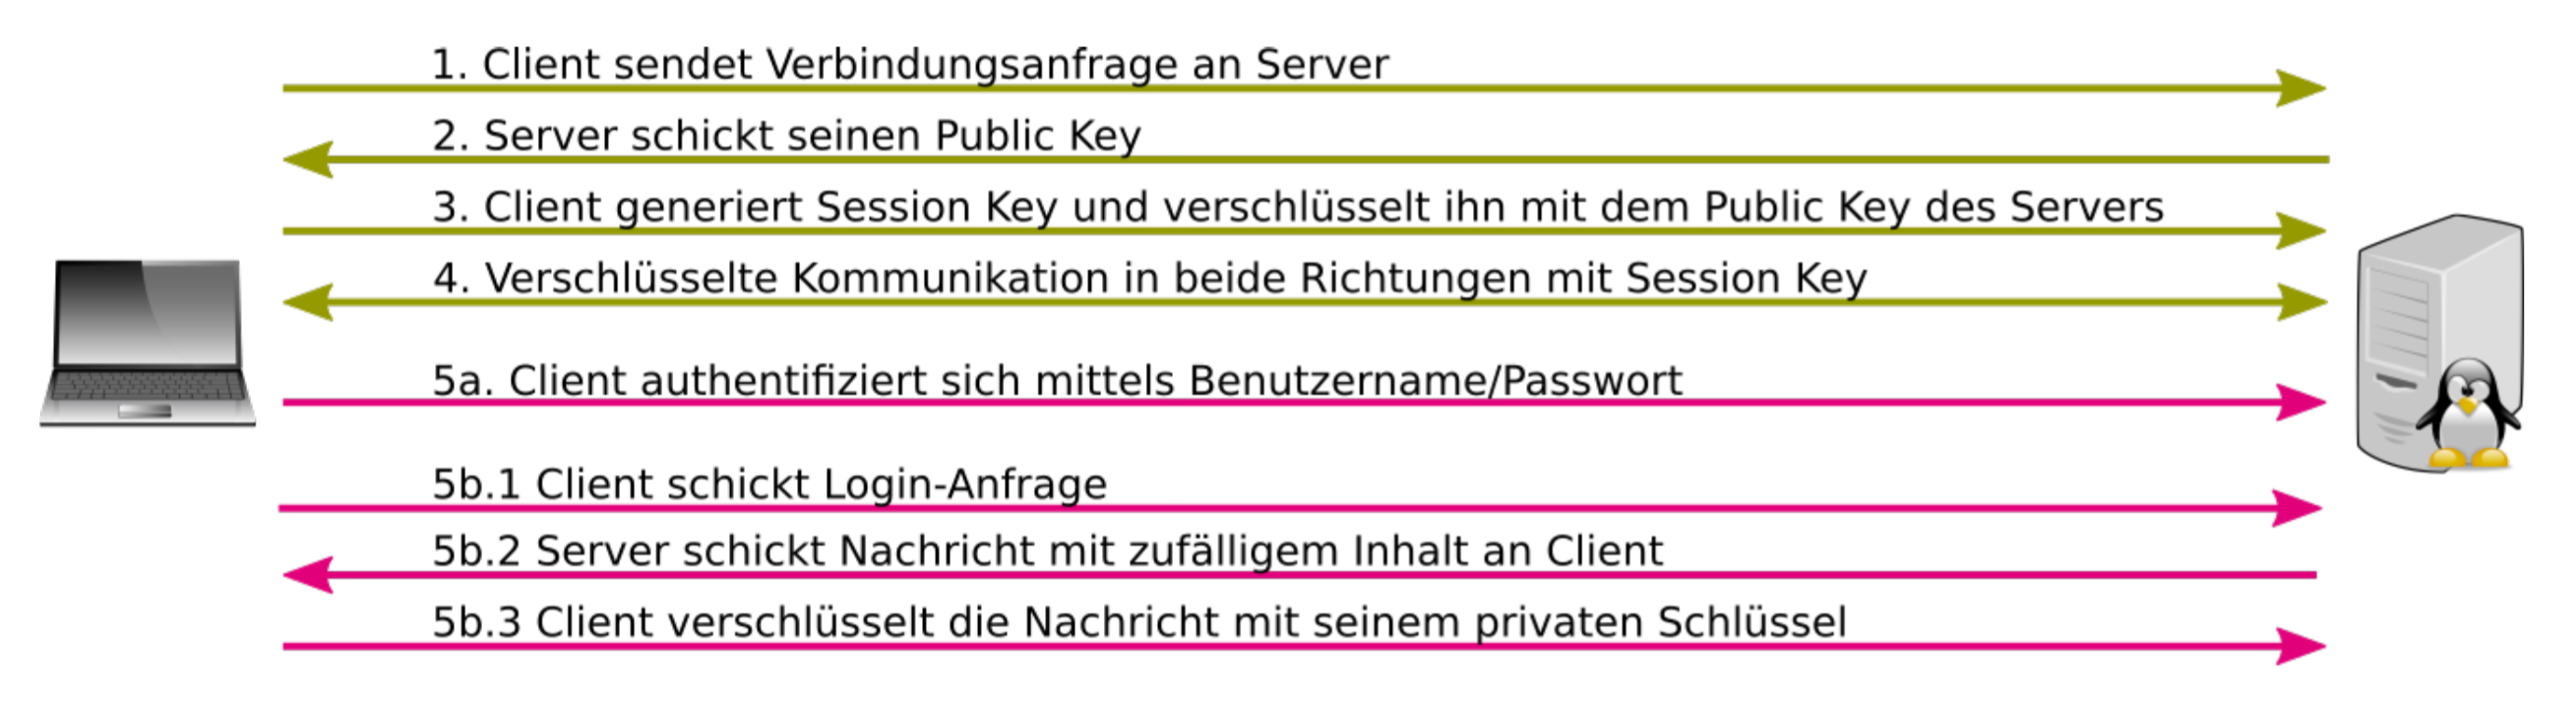 1. Client sendet Verbindungsanfrage an Server
2. Server schickt seinen Public Key
3. Client generiert Session Key und verschlüsselt ihn mit dem Public Key des Servers
4. Verschlüsselte Kommunikation in beide Richtungen mit Session Key
5a. Client authentifiziert sich mittels Benutzername/Passwort
5b.1 Client schickt Login-Anfrage
5b.2 Server schickt Nachricht mit zufälligem Inhalt an Client
5b.3 Client verschlüsselt die Nachricht mit seinem privaten Schlüssel